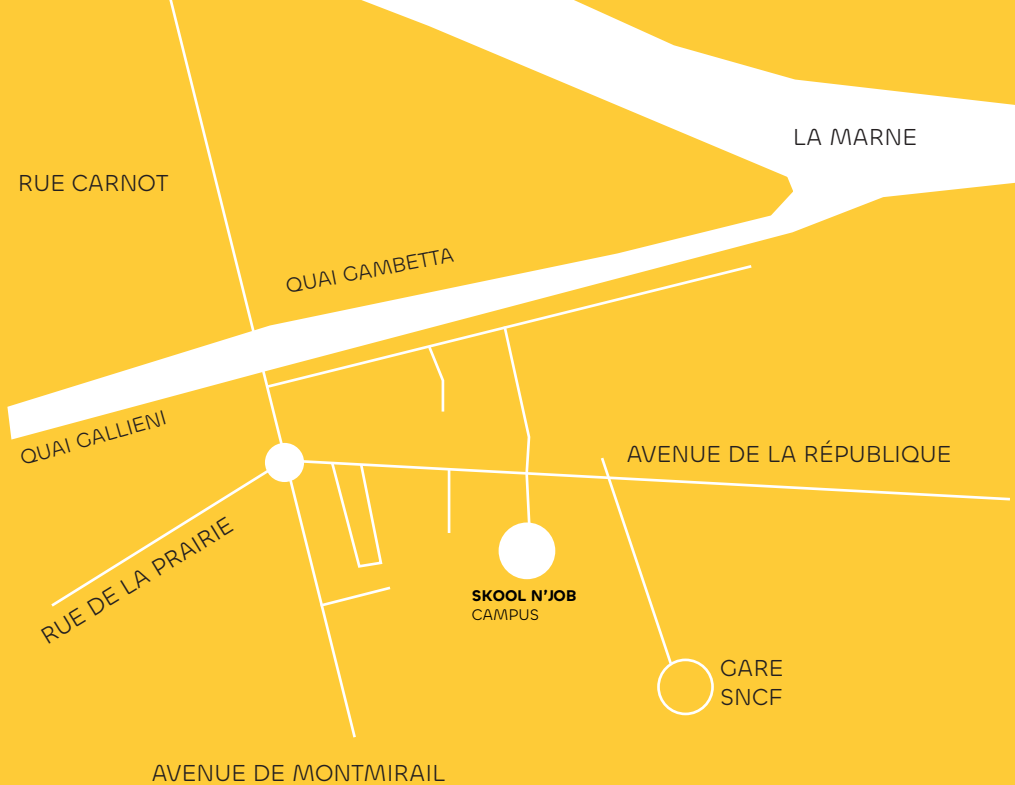 LA MARNE
RUE CARNOT
QUAI GAMBETTA
QUAI GALLIENI
AVENUE DE LA RÉPUBLIQUE
RUE DE LA PRAIRIE
SKOOL N'JOB
CAMPUS
GARE
SNCF
AVENUE DE MONTMIRAIL